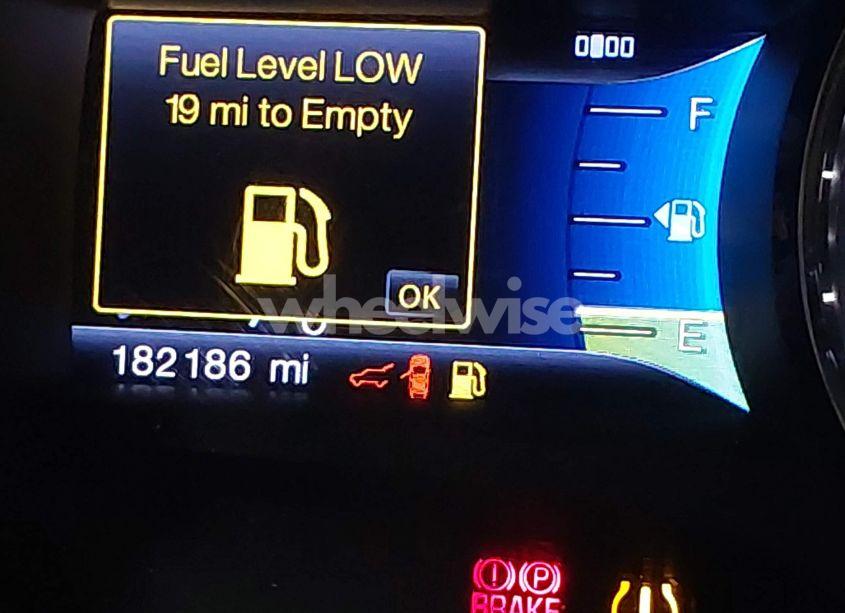 Fuel Level LOW
19 mi to Empty
OK
F
E
182186 mi
P
BRAKE
wheelwise